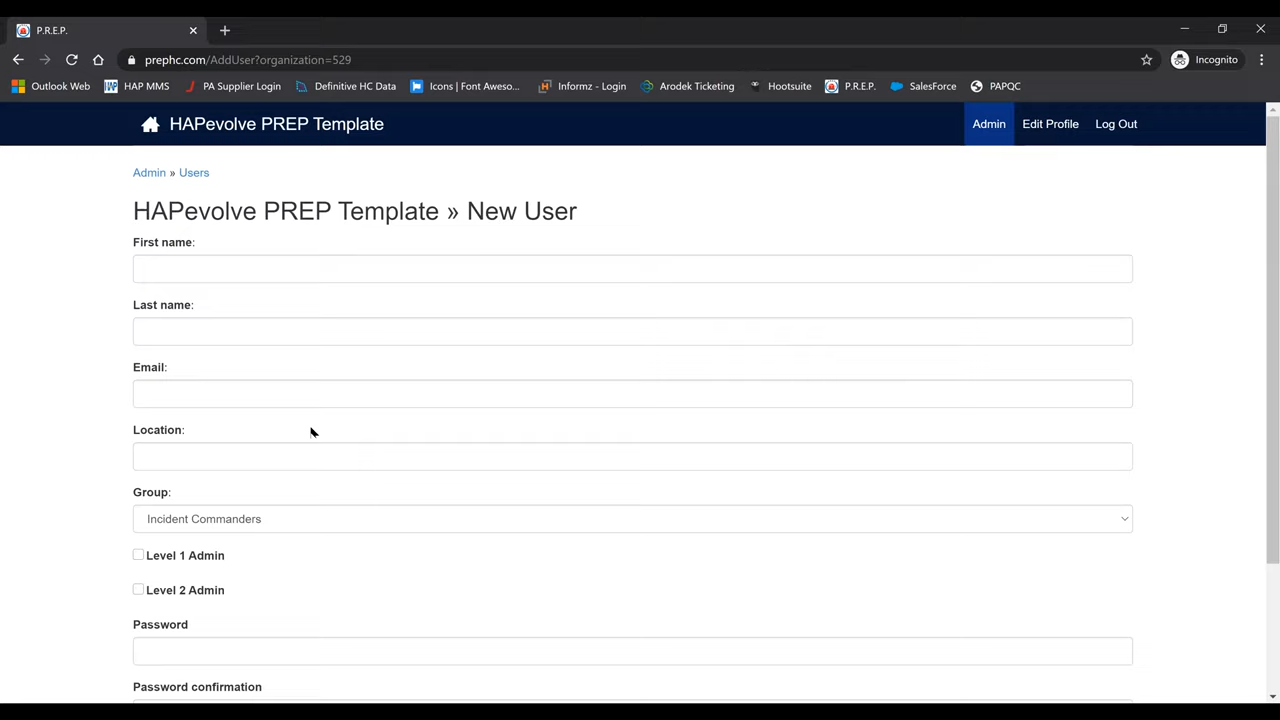 P.R.E.P.
prephc.com/AddUser?organization=529
Incognito
Outlook Web
HAP MMS
PA Supplier Login
Definitive HC Data
Icons | Font Aweso...
Informz - Login
Arodek Ticketing
Hootsuite
P.R.E.P.
SalesForce
PAPQC
HAPevolve PREP Template
Admin
Edit Profile
Log Out
Admin » Users
HAPevolve PREP Template » New User
First name:
Last name:
Email:
Location:
Group:
Incident Commanders
Level 1 Admin
Level 2 Admin
Password
Password confirmation